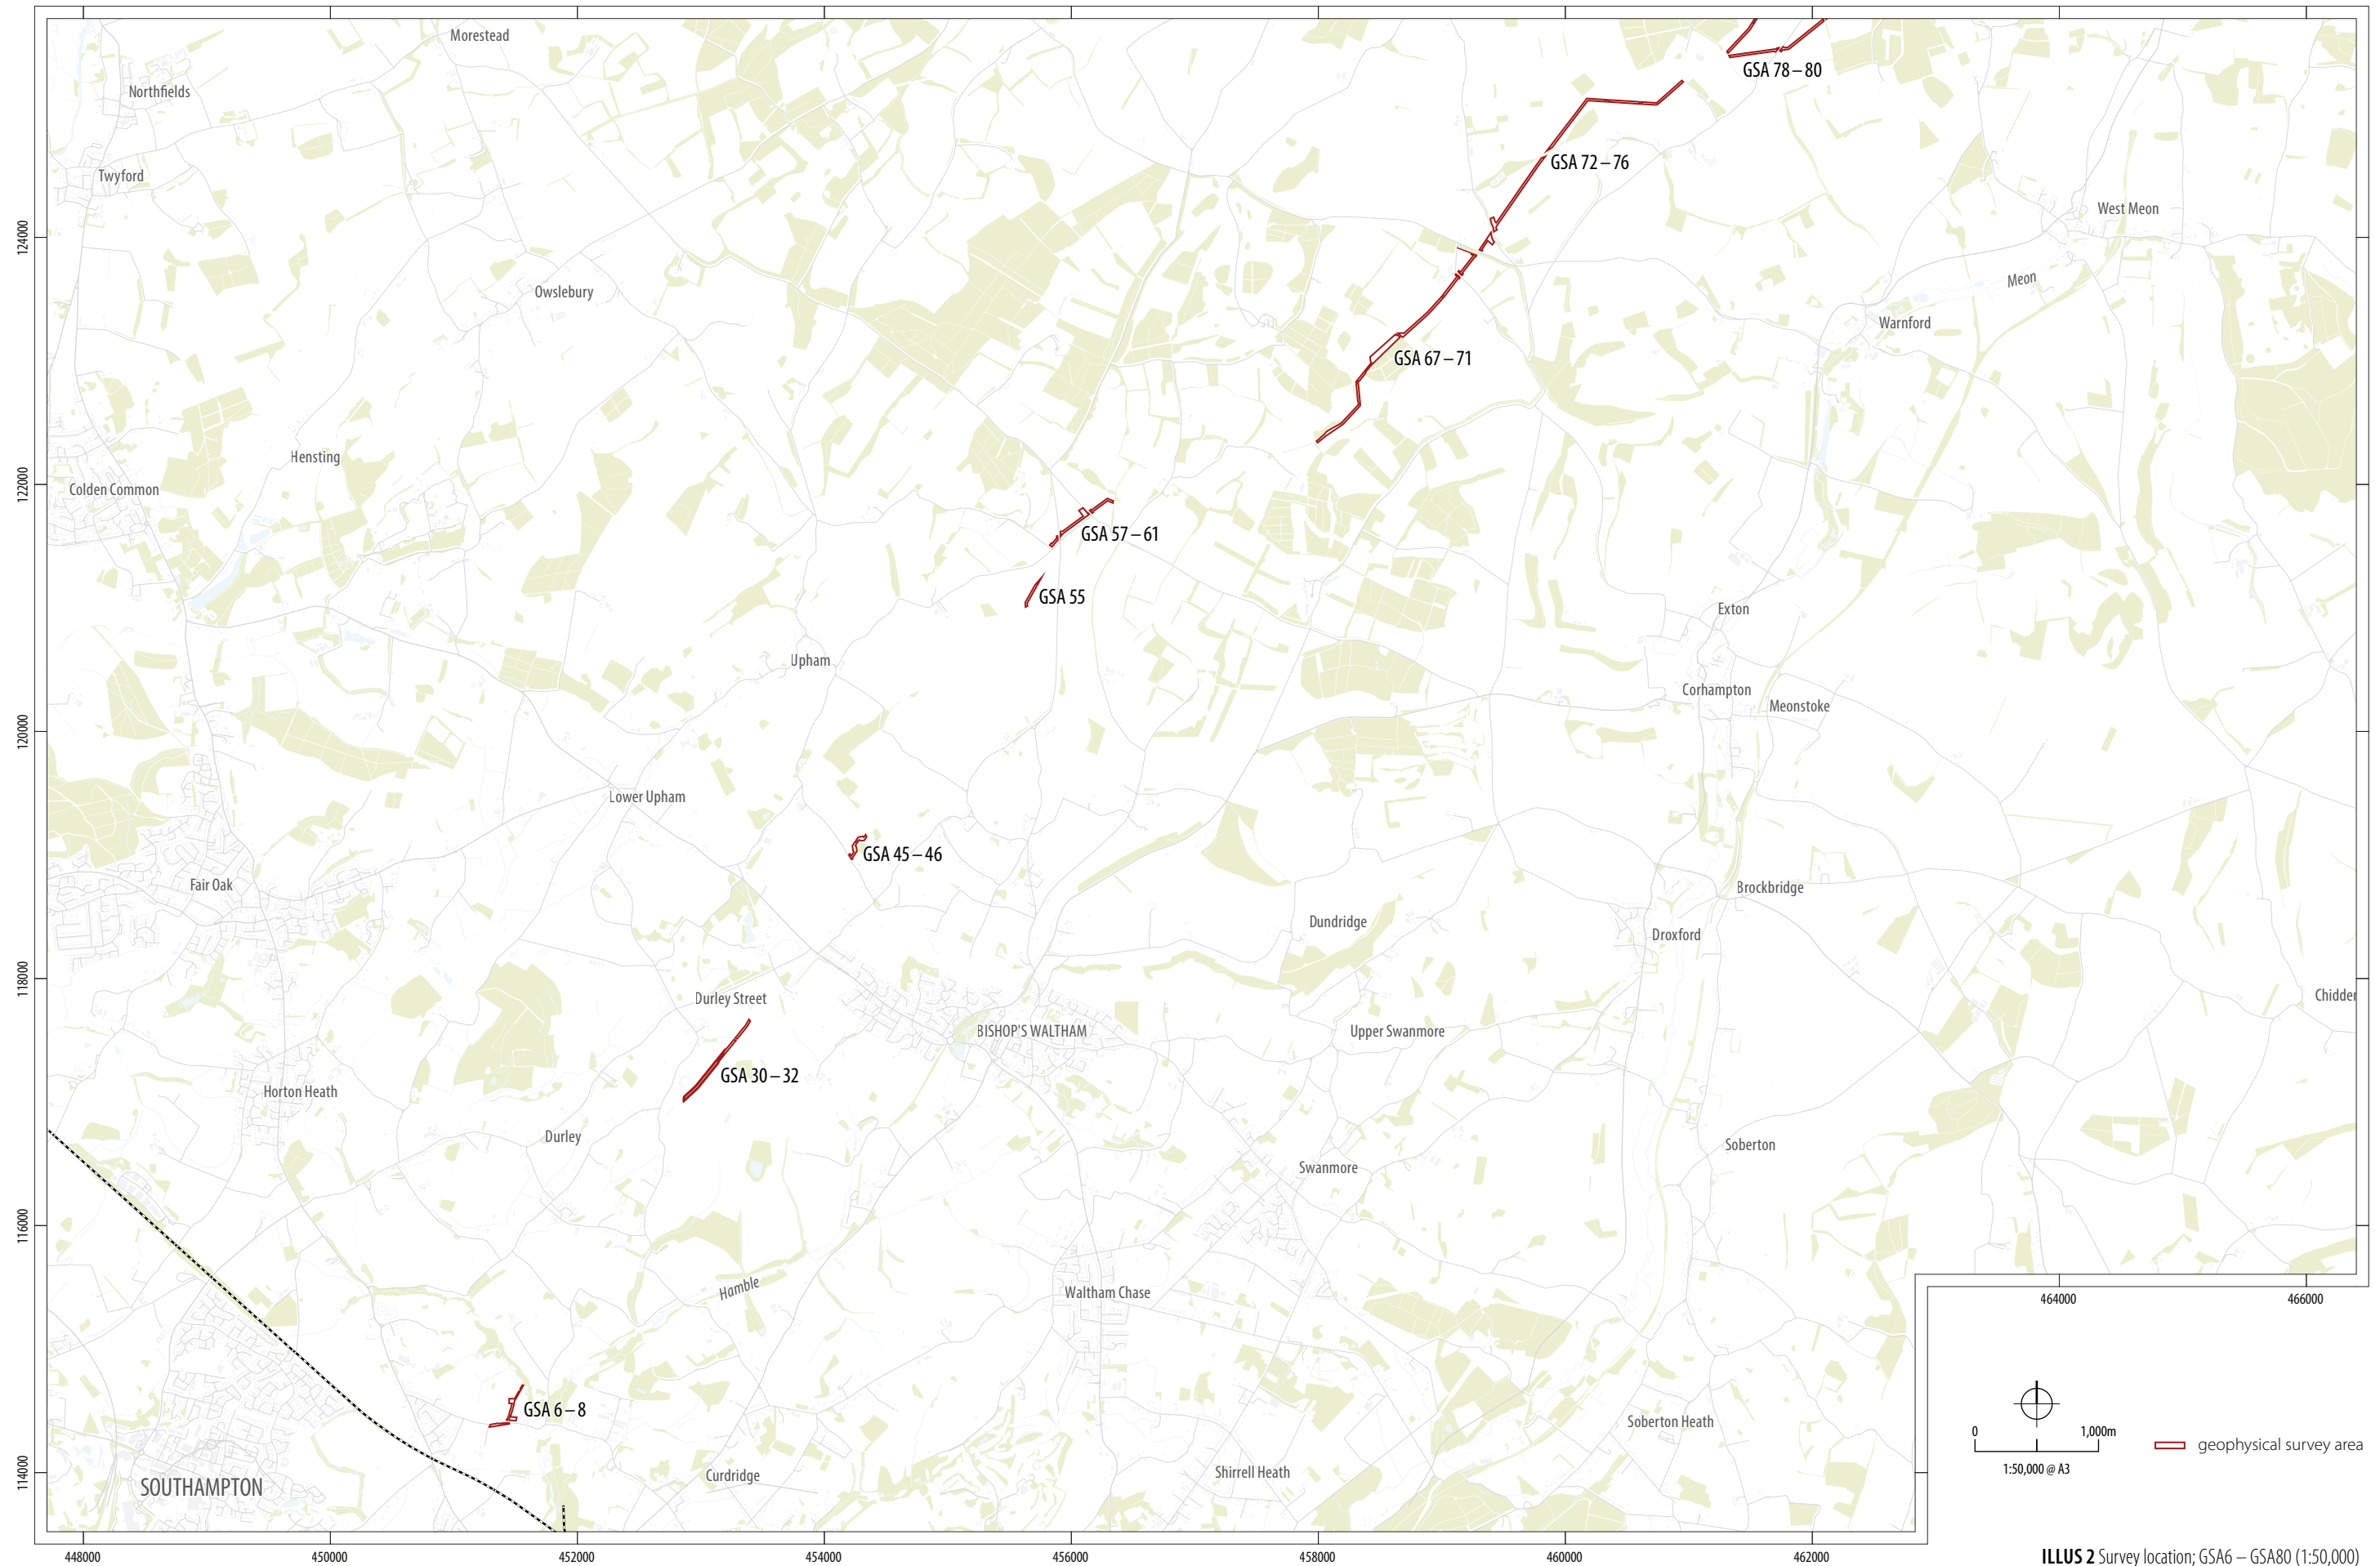 Morestead
Northfields
GSA 78 – 80
GSA 72 – 76
Twyford
West Meon
124000
Meon
Owslebury
Warnford
GSA 67 – 71
Hensting
122000
Colden Common
GSA 57 – 61
GSA 55
Exton
Upham
Corhampton
Meonstoke
120000
Lower Upham
GSA 45 – 46
Fair Oak
Brockbridge
Dundridge
Droxford
118000
Durley Street
Chidden
BISHOP'S WALTHAM
Upper Swanmore
GSA 30 – 32
Horton Heath
Durley
Soberton
Swanmore
116000
Hamble
Waltham Chase
464000
466000
GSA 6 – 8
Soberton Heath
0
1,000m
geophysical survey area
1:50,000 @ A3
114000
SOUTHAMPTON
Curdridge
Shirrell Heath
448000
450000
452000
454000
456000
458000
460000
462000
ILLUS 2 Survey location; GSA6 – GSA80 (1:50,000)